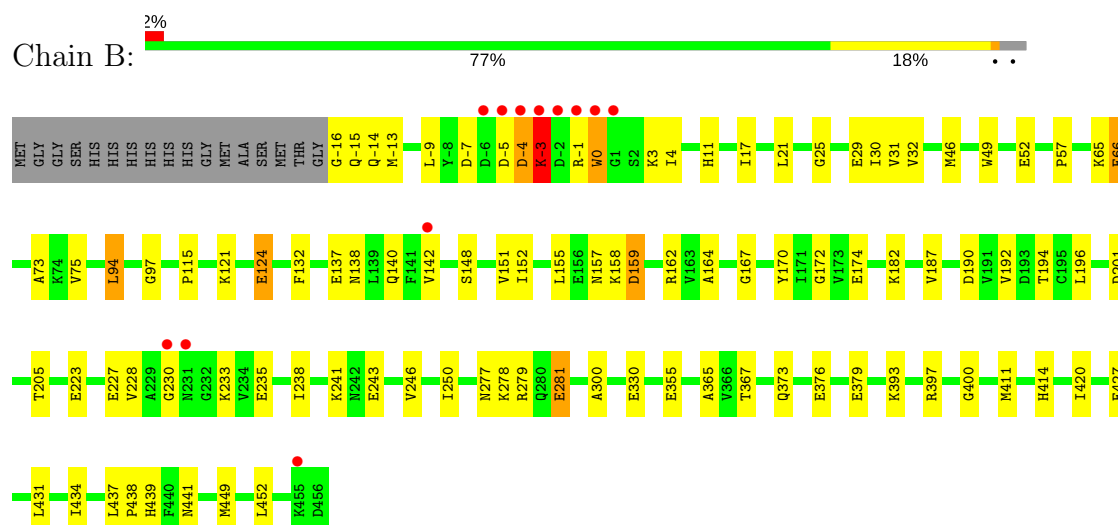 2%
Chain B:
77% 18% • •
MET GLY GLY SER HIS HIS HIS HIS HIS HIS GLY MET ALA SER MET THR GLY G-16 Q-15 Q-14 M-13 L-9 Y-8 D-7 D-6 D-5 D-4 K-3 D-2 R-1 W0 G1 S2 K3 I4 H11 I17 L21 G25 E29 I30 V31 V32 M46 W49 E52 P57 K65
A73 K74 V75 L94 G97 P115 K121 E124 F132 E137 N138 L139 Q140 F141 V142 S148 V151 I152 L155 E156 N157 K158 D159 R162 V163 A164 G167 Y170 I171 G172 V173 E174 K182 V187 D190 V191 V192 D193 T194 C195 L196
T205 E223 E227 V228 A229 G230 N231 G232 K233 V234 E235 I238 K241 N242 E243 V246 I250 N277 K278 R279 Q280 E281 A300 E330 E355 A365 V366 T367 Q373 E376 E379 K393 R397 G400 M411 H414 I420
L431 I434 L437 P438 H439 F440 N441 M449 L452 K455 D456